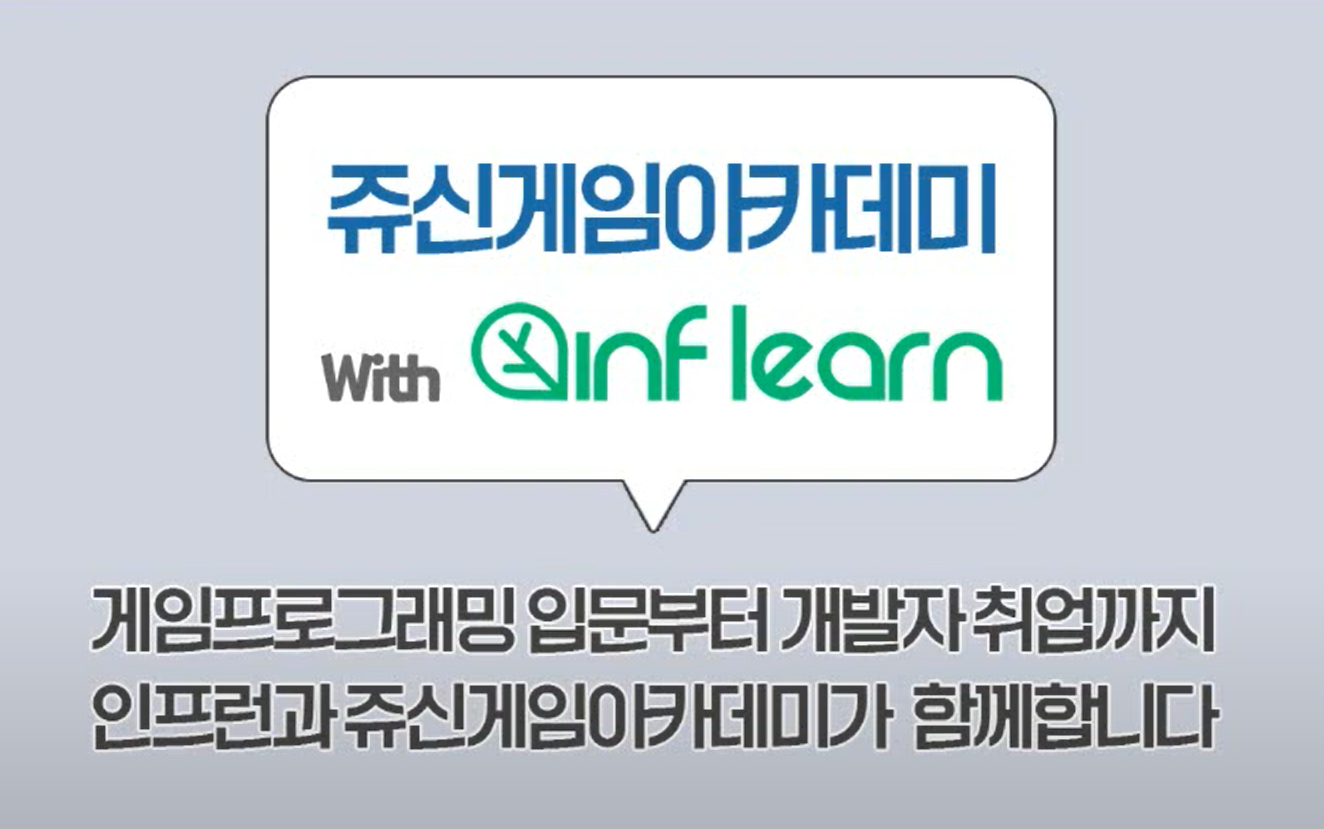 쥬신게임아카데미
With inflearn
게임프로그래밍 입문부터 개발자 취업까지
인프런과 쥬신게임아카데미가 함께합니다